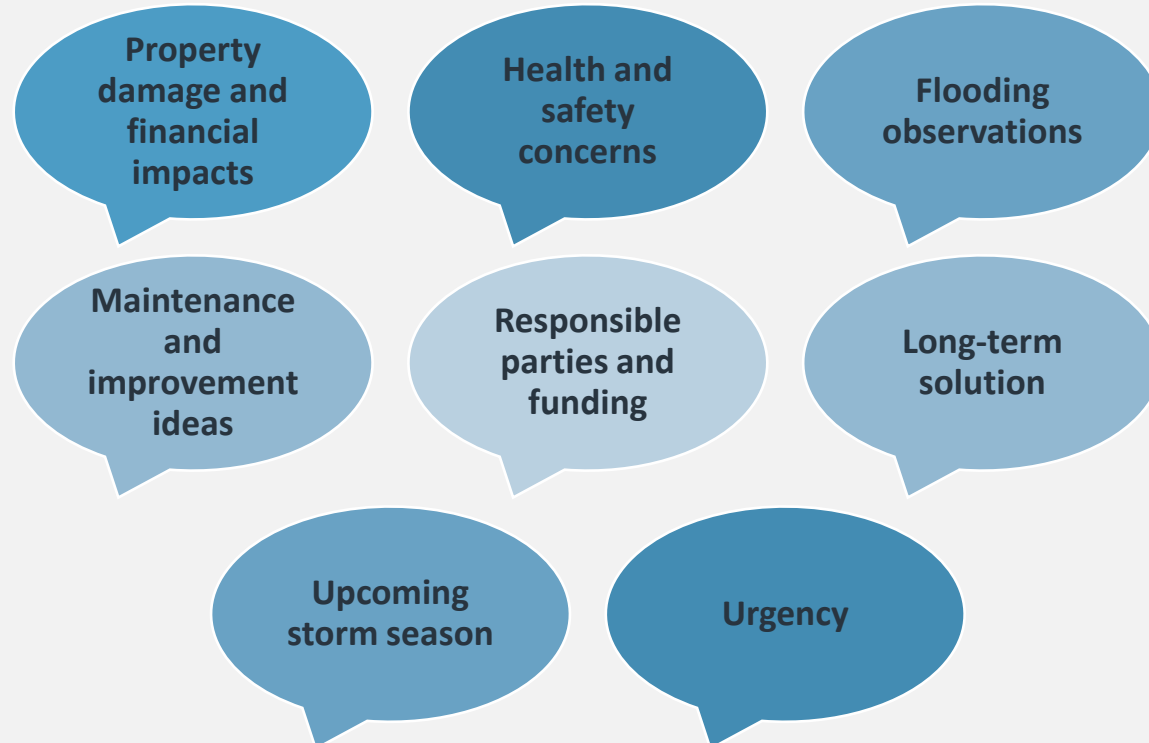 Property
damage and
financial
impacts
Health and
safety
concerns
Flooding
observations
Maintenance
and
improvement
ideas
Responsible
parties and
funding
Long-term
solution
Upcoming
storm season
Urgency